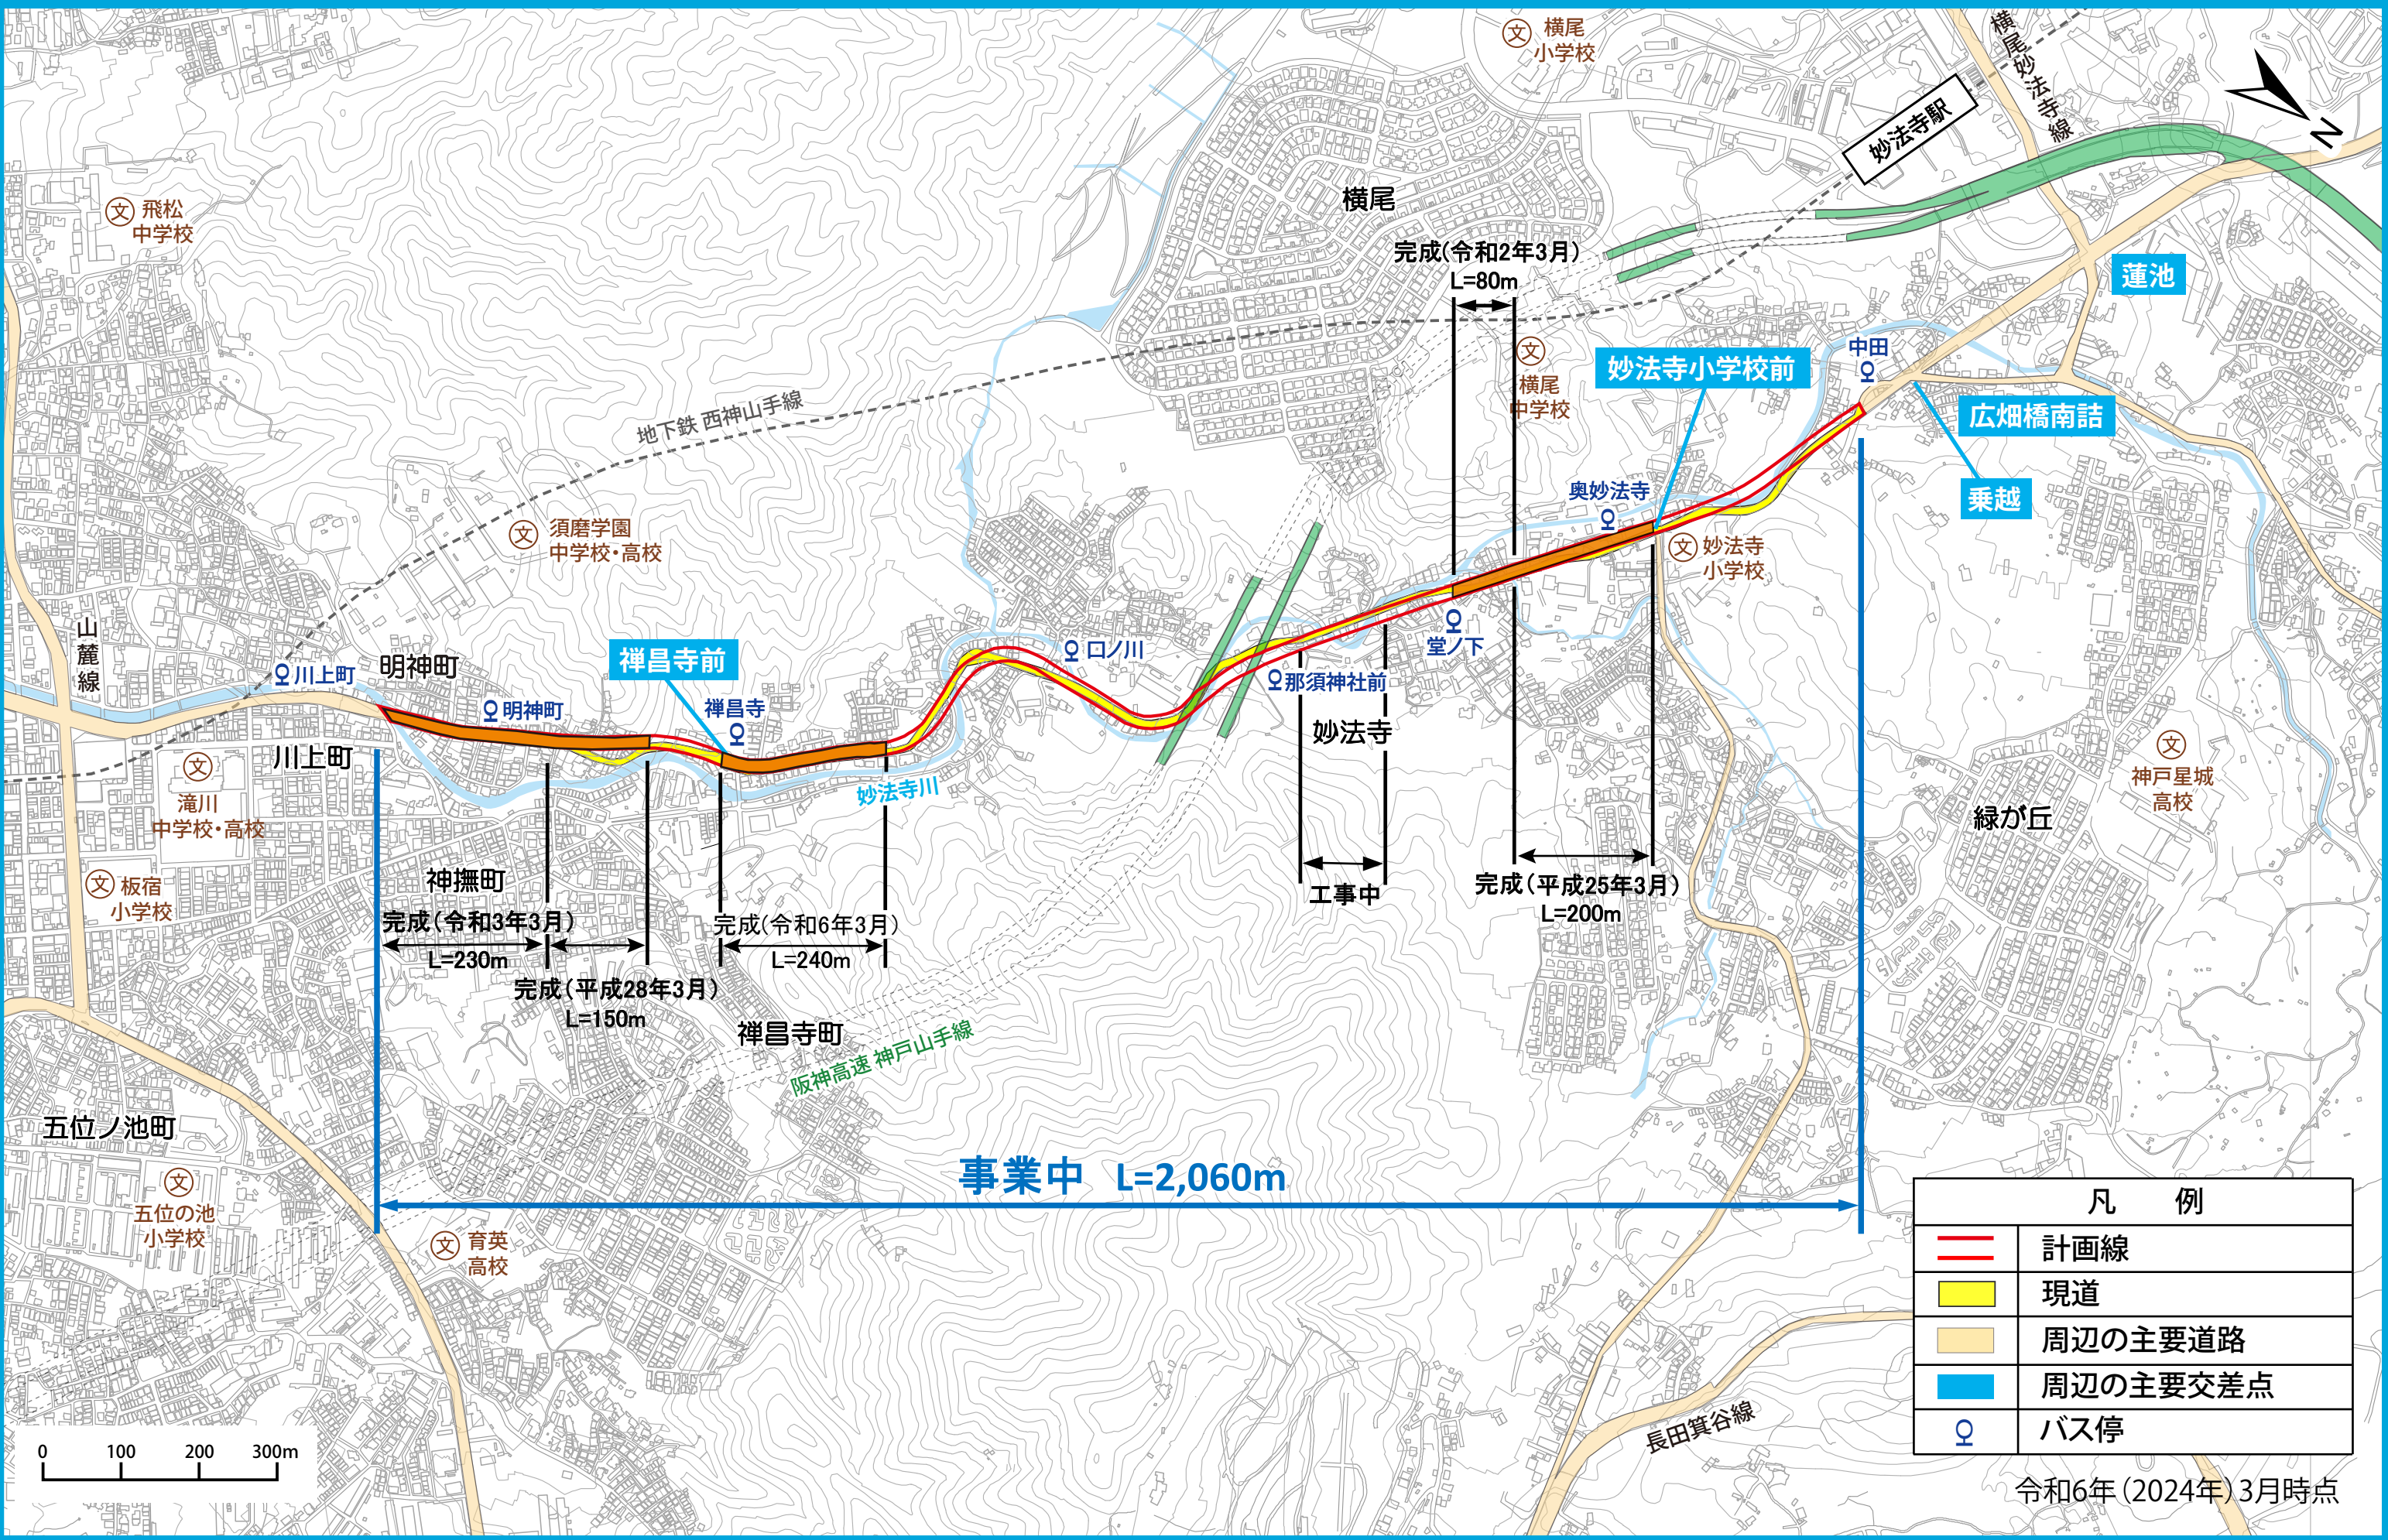 横尾
小学校
横尾妙法寺線
妙法寺駅
N
飛松
中学校
横尾
完成(令和2年3月)
L=80m
蓮池
中田
妙法寺小学校前
横尾
中学校
広畑橋南詰
地下鉄 西神山手線
乗越
奥妙法寺
須磨学園
中学校・高校
妙法寺
小学校
山麓線
川上町
明神町
禅昌寺前
口ノ川
堂ノ下
那須神社前
明神町
禅昌寺
妙法寺
川上町
妙法寺川
滝川
中学校・高校
神戸星城
高校
緑が丘
板宿
小学校
神撫町
工事中
完成(平成25年3月)
L=200m
完成(令和3年3月)
L=230m
完成(令和6年3月)
L=240m
完成(平成28年3月)
L=150m
禅昌寺町
阪神高速 神戸山手線
五位ノ池町
事業中 L=2,060m
五位の池
小学校
育英
高校
凡 例
計画線
現道
周辺の主要道路
周辺の主要交差点
バス停
長田箕谷線
0 100 200 300m
令和6年(2024年)3月時点